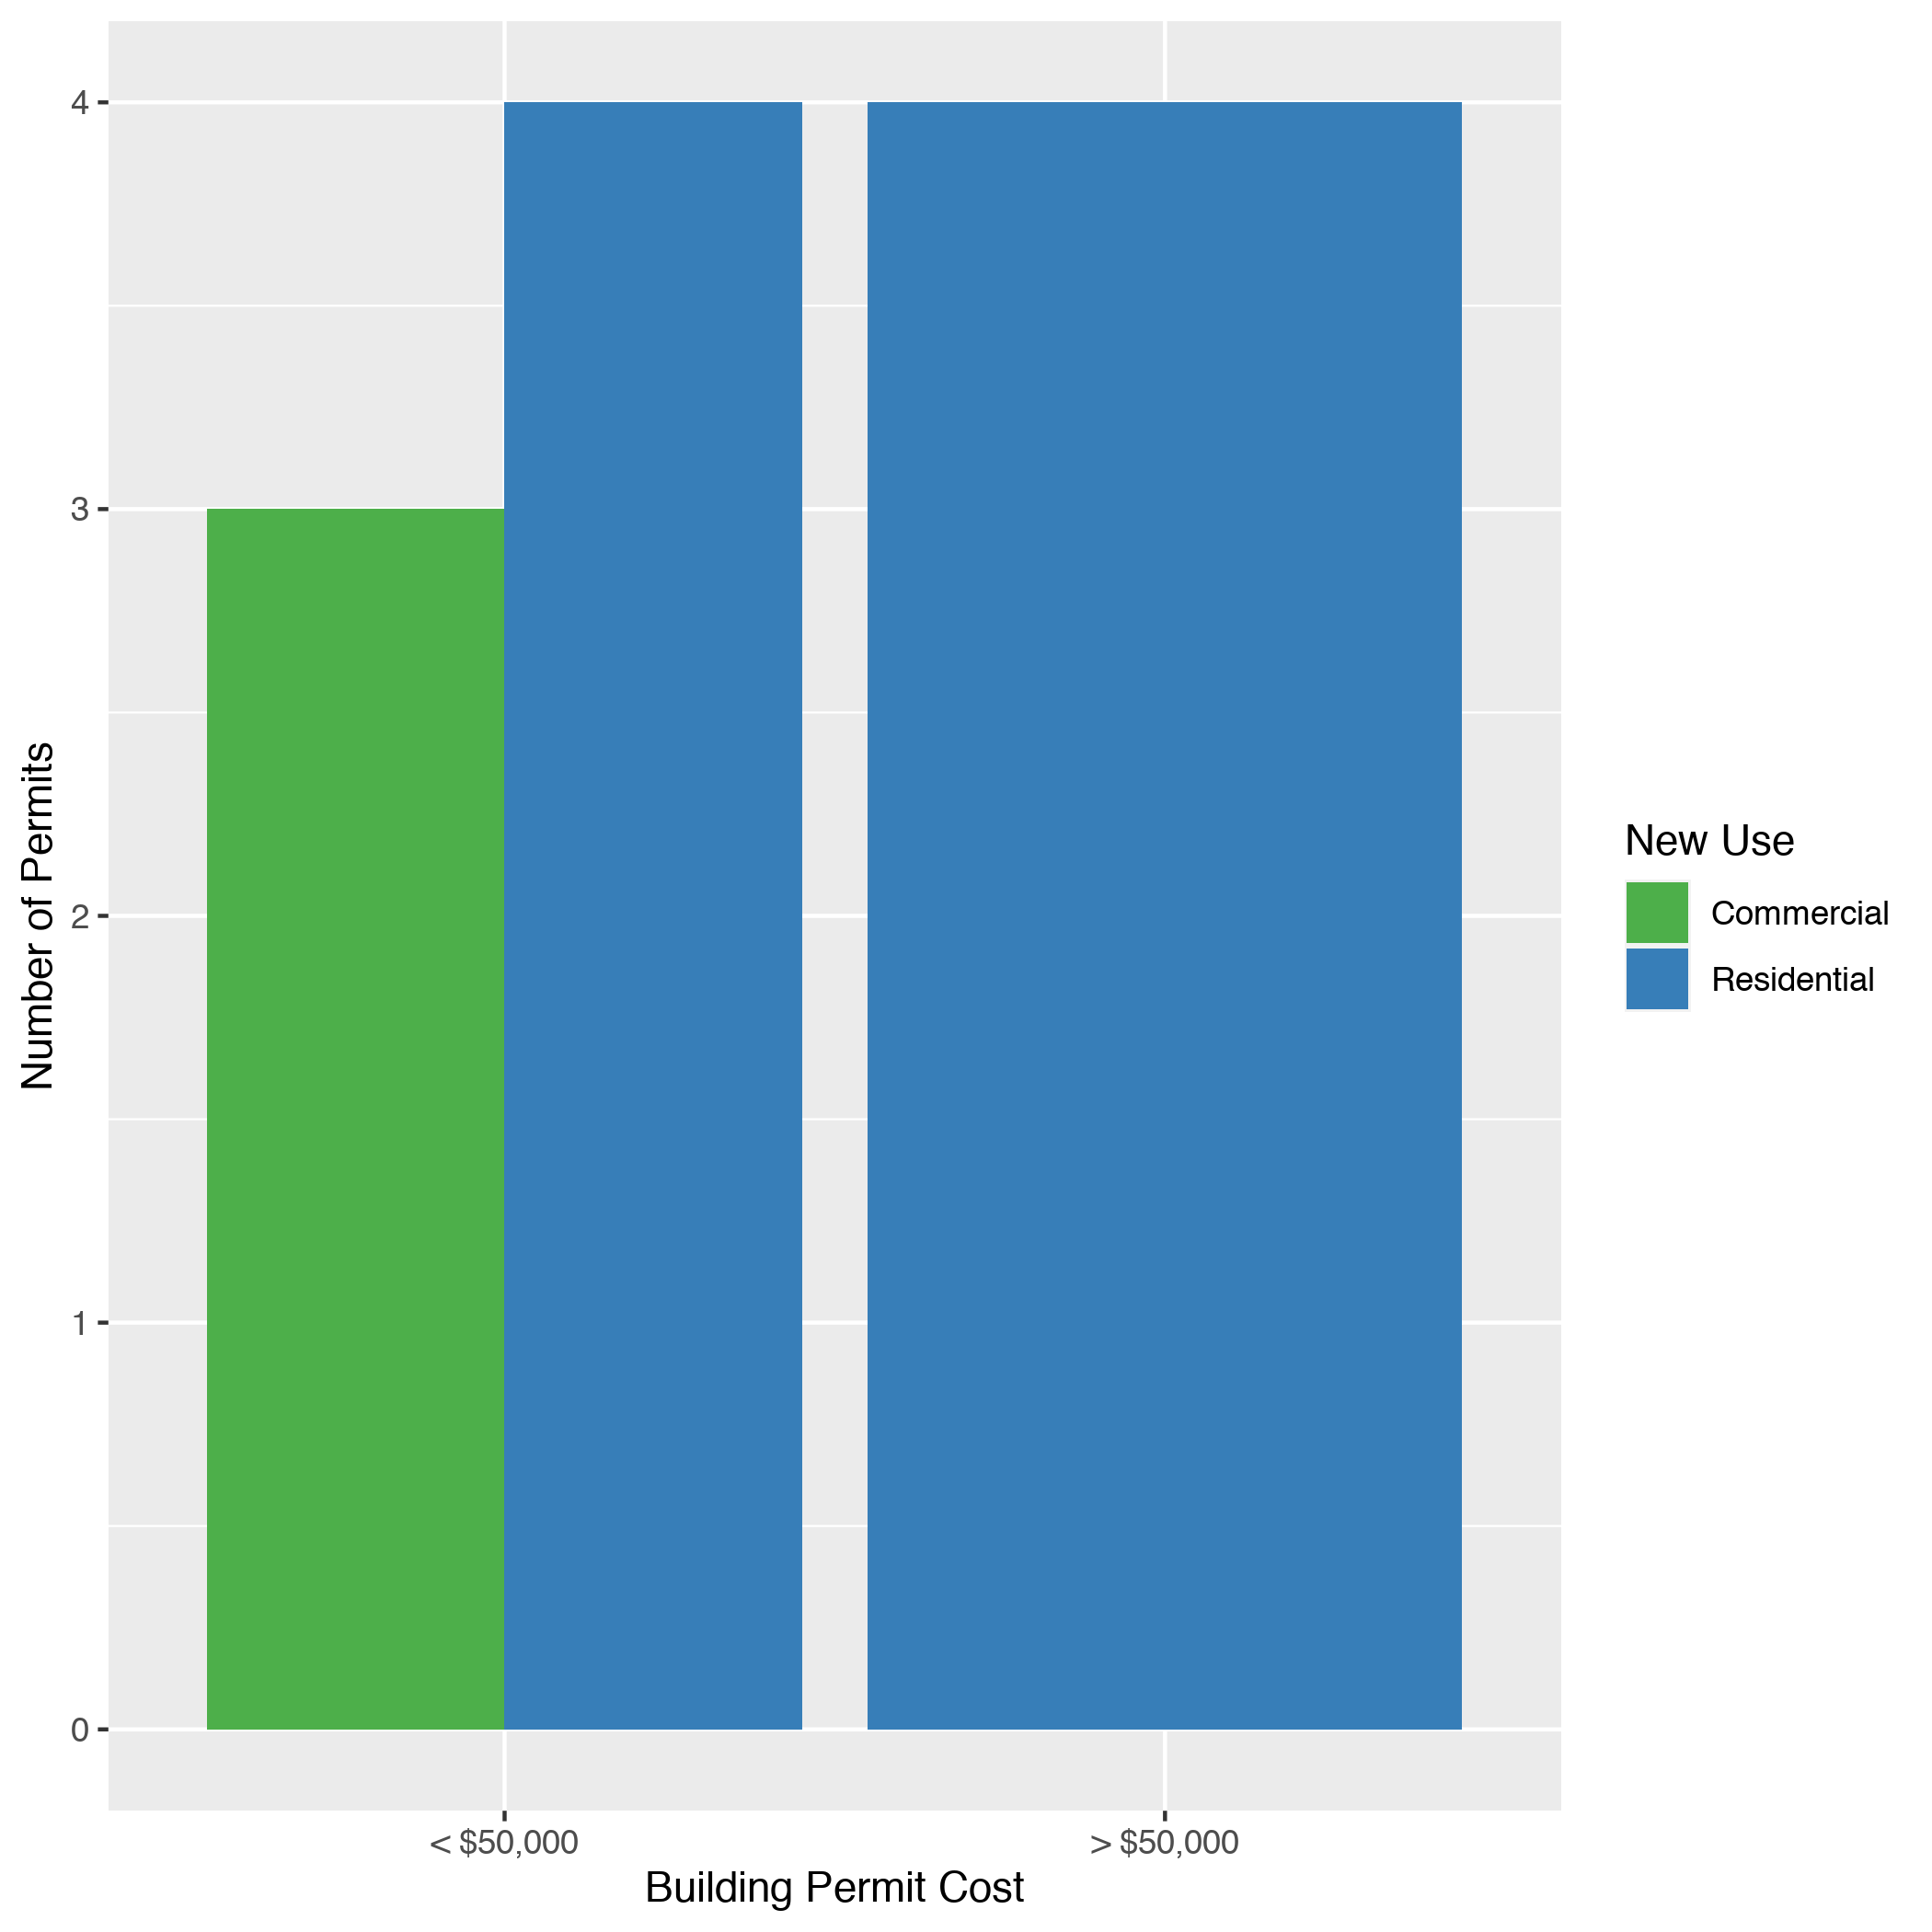 Number of Permits
4
3
2
1
0
< $50,000
> $50,000
Building Permit Cost
New Use
Commercial
Residential